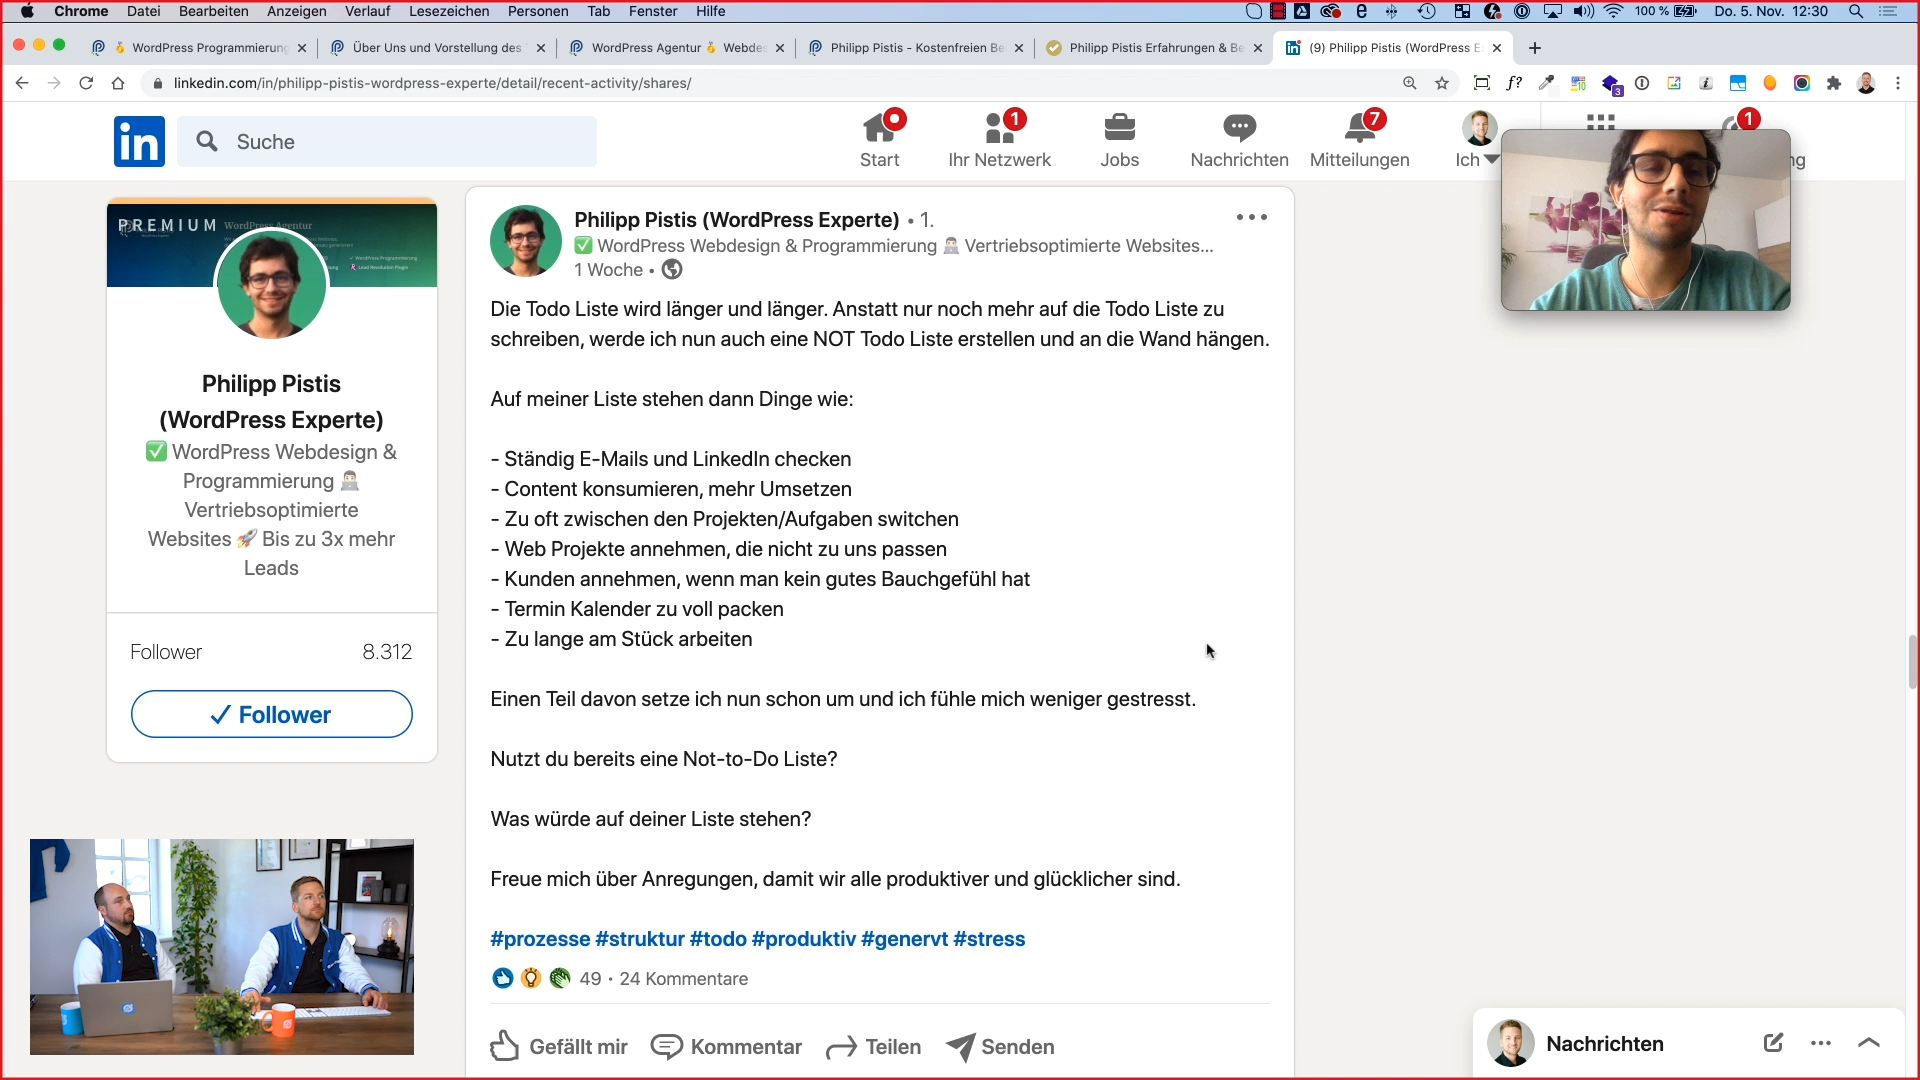 Chrome Datei Bearbeiten Anzeigen Verlauf Lesezeichen Personen Tab Fenster Hilfe 100 % Do. 5. Nov. 12:30
WordPress Programmierung Über Uns und Vorstellung des WordPress Agentur Webdes Philipp Pistis - Kostenfreien Be Philipp Pistis Erfahrungen & Be (9) Philipp Pistis (WordPress E
linkedin.com/in/philipp-pistis-wordpress-experte/detail/recent-activity/shares/
in Suche
Start
1 Ihr Netzwerk
Jobs
Nachrichten
7 Mitteilungen
Ich
1
ng
PREMIUM
WordPress Agentur
Philipp Pistis
(WordPress Experte)
✅ WordPress Webdesign &
Programmierung 👨🏻‍💻
Vertriebsoptimierte
Websites 🚀 Bis zu 3x mehr
Leads
Follower 8.312
✓ Follower
Philipp Pistis (WordPress Experte) • 1.
✅ WordPress Webdesign & Programmierung 👨🏻‍💻 Vertriebsoptimierte Websites...
1 Woche •
Die Todo Liste wird länger und länger. Anstatt nur noch mehr auf die Todo Liste zu
schreiben, werde ich nun auch eine NOT Todo Liste erstellen und an die Wand hängen.
Auf meiner Liste stehen dann Dinge wie:
- Ständig E-Mails und LinkedIn checken
- Content konsumieren, mehr Umsetzen
- Zu oft zwischen den Projekten/Aufgaben switchen
- Web Projekte annehmen, die nicht zu uns passen
- Kunden annehmen, wenn man kein gutes Bauchgefühl hat
- Termin Kalender zu voll packen
- Zu lange am Stück arbeiten
Einen Teil davon setze ich nun schon um und ich fühle mich weniger gestresst.
Nutzt du bereits eine Not-to-Do Liste?
Was würde auf deiner Liste stehen?
Freue mich über Anregungen, damit wir alle produktiver und glücklicher sind.
#prozesse #struktur #todo #produktiv #genervt #stress
49 • 24 Kommentare
Gefällt mir Kommentar Teilen Senden
Nachrichten